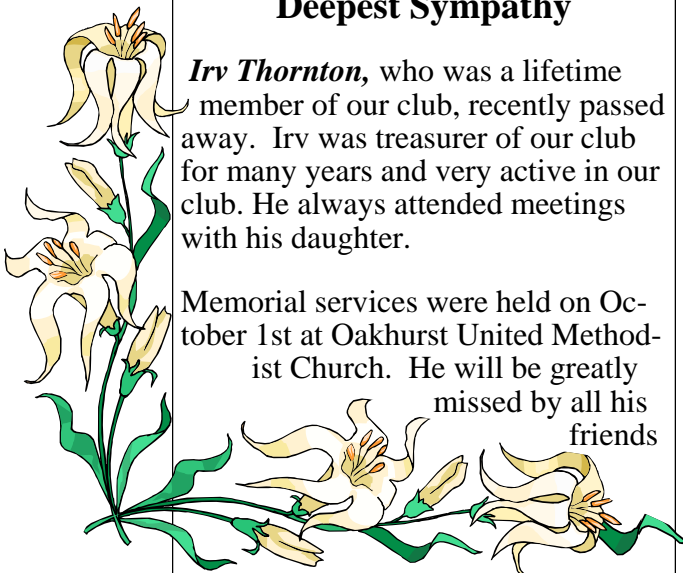 Deepest Sympathy
Irv Thornton, who was a lifetime
member of our club, recently passed
away. Irv was treasurer of our club
for many years and very active in our
club. He always attended meetings
with his daughter.
Memorial services were held on Oc-
tober 1st at Oakhurst United Method-
ist Church. He will be greatly
missed by all his
friends